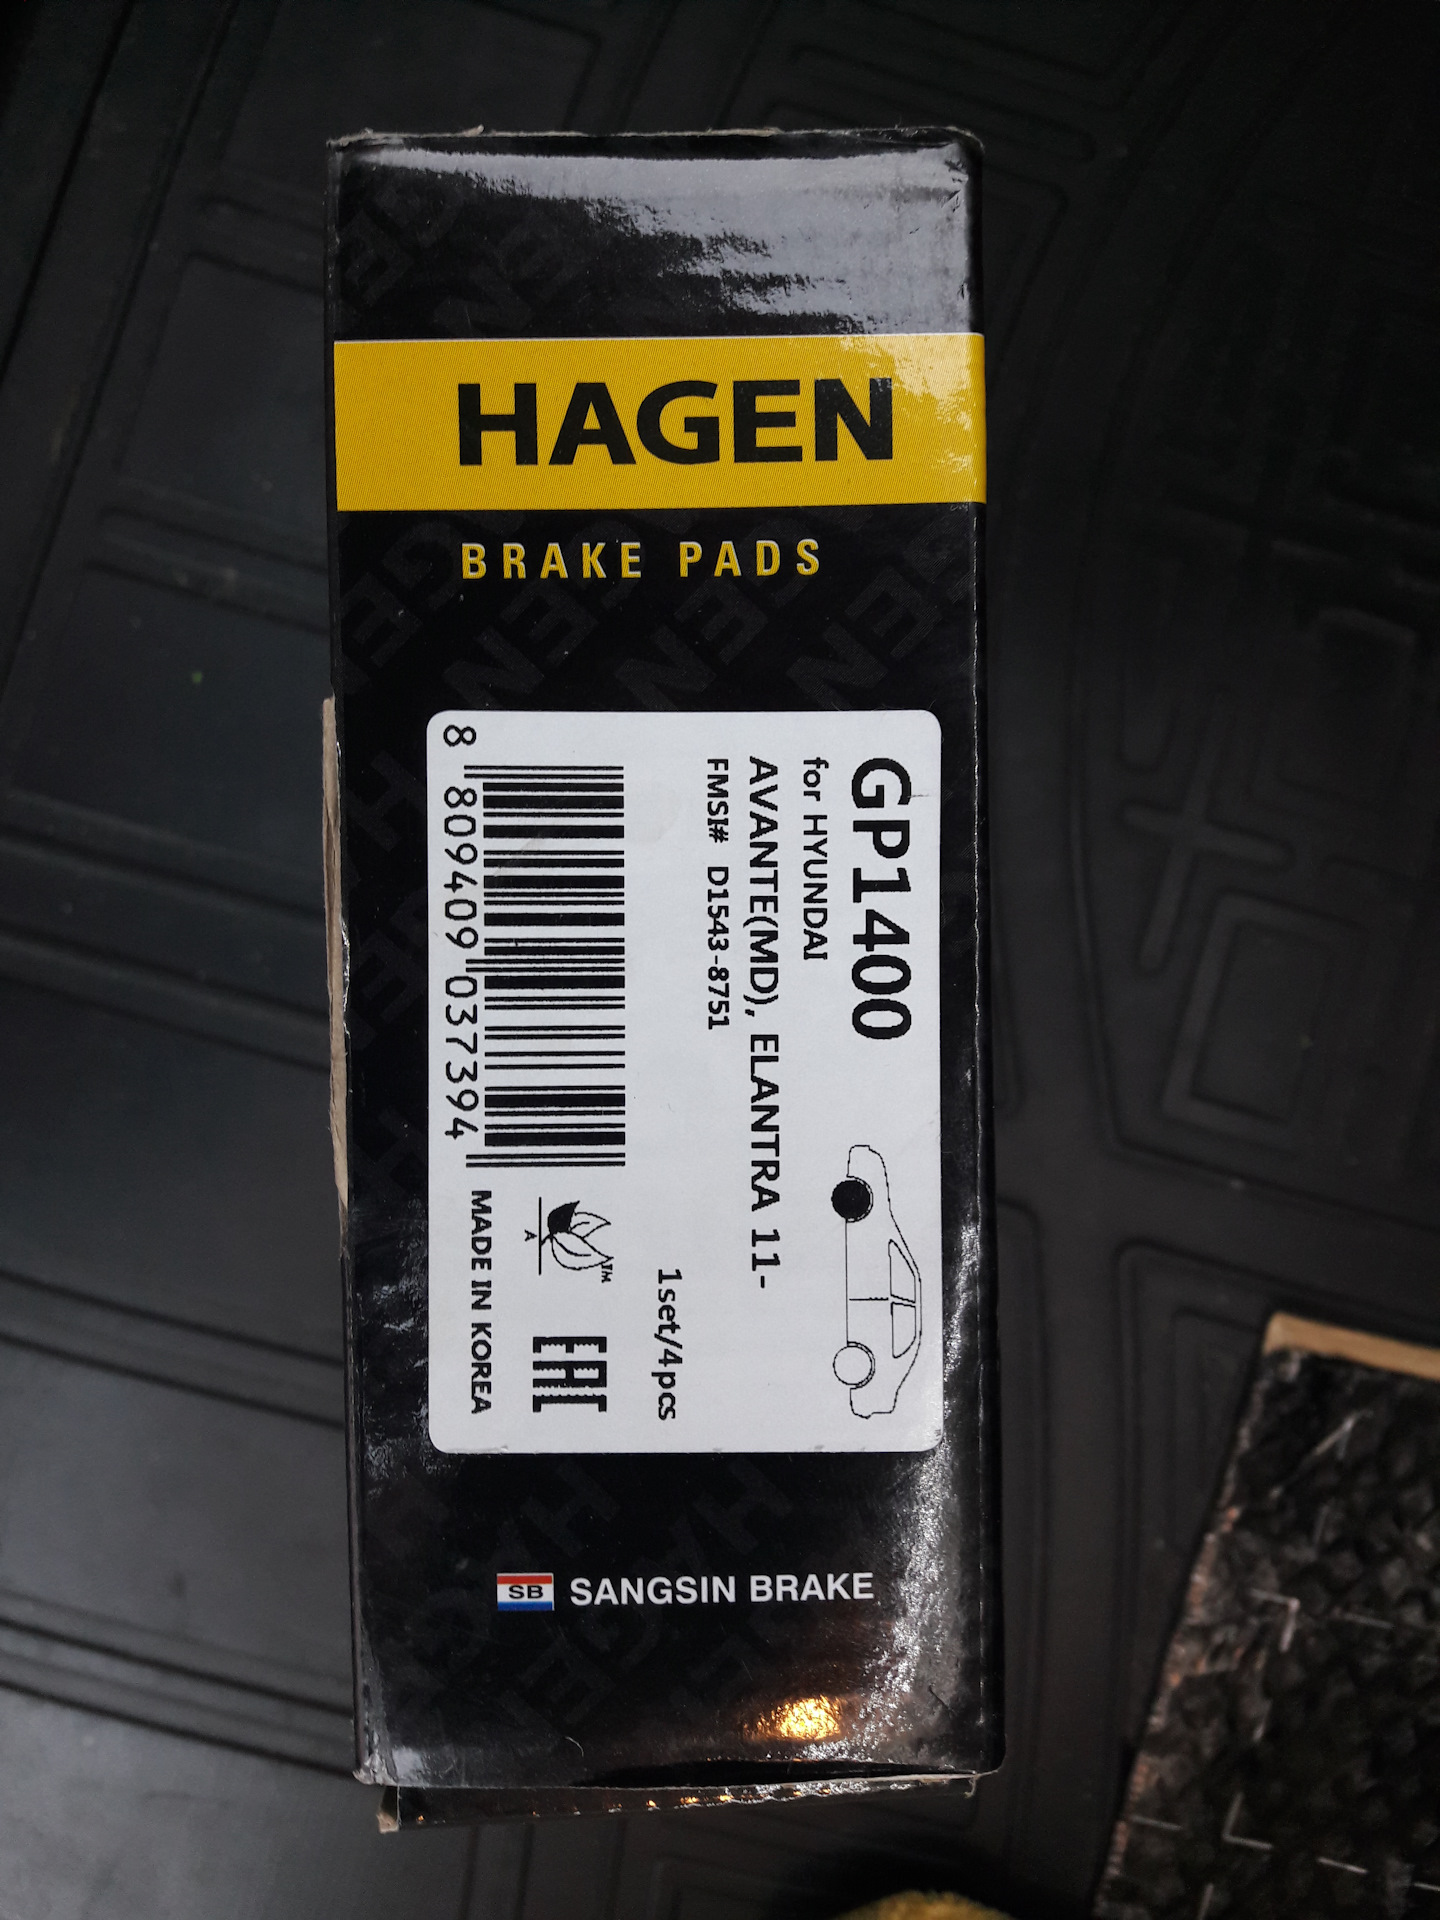 HAGEN
BRAKE PADS
GP1400
for HYUNDAI
AVANTE(MD), ELANTRA 11-
FMSI# D1543-8751
1set/4pcs
8 809409 037394
A
TM
EAC
MADE IN KOREA
SB SANGSIN BRAKE